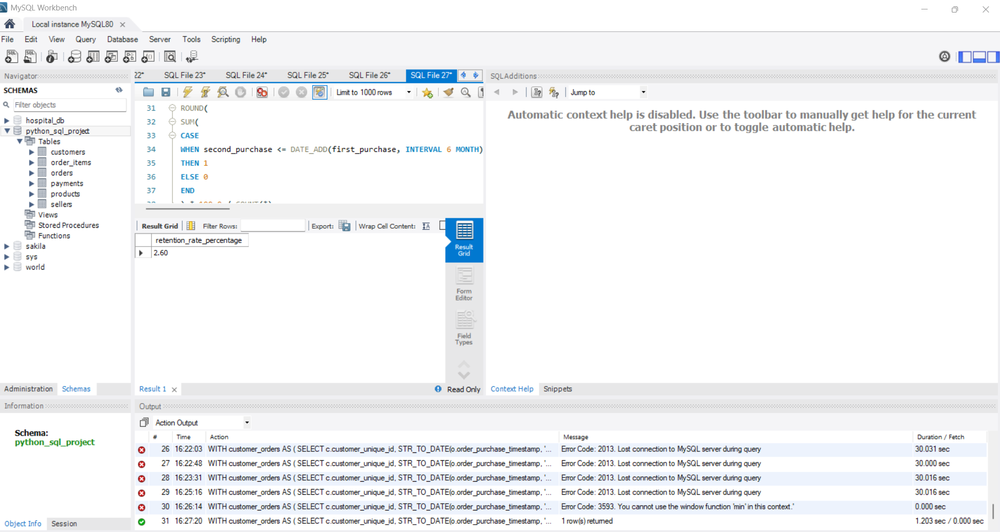 MySQL Workbench
Local instance MySQL80
File Edit View Query Database Server Tools Scripting Help
Navigator
SCHEMAS
Filter objects
hospital_db
python_sql_project
Tables
customers
order_items
orders
payments
products
sellers
Views
Stored Procedures
Functions
sakila
sys
world
Administration Schemas
Information
Schema:
python_sql_project
Object Info Session
22* SQL File 23* SQL File 24* SQL File 25* SQL File 26* SQL File 27*
Limit to 1000 rows
31 ROUND(
32 SUM(
33 CASE
34 WHEN second_purchase <= DATE_ADD(first_purchase, INTERVAL 6 MONTH)
35 THEN 1
36 ELSE 0
37 END
Result Grid Filter Rows: Export: Wrap Cell Content:
retention_rate_percentage
2.60
Result
Grid
Form
Editor
Field
Types
Result 1 Read Only
SQLAdditions
Jump to
Automatic context help is disabled. Use the toolbar to manually get help for the current
caret position or to toggle automatic help.
Context Help Snippets
Output
Action Output
# Time Action Message Duration / Fetch
26 16:22:03 WITH customer_orders AS ( SELECT c.customer_unique_id, STR_TO_DATE(o.order_purchase_timestamp, '... Error Code: 2013. Lost connection to MySQL server during query 30.031 sec
27 16:22:48 WITH customer_orders AS ( SELECT c.customer_unique_id, STR_TO_DATE(o.order_purchase_timestamp, '... Error Code: 2013. Lost connection to MySQL server during query 30.000 sec
28 16:23:31 WITH customer_orders AS ( SELECT c.customer_unique_id, STR_TO_DATE(o.order_purchase_timestamp, '... Error Code: 2013. Lost connection to MySQL server during query 30.016 sec
29 16:25:16 WITH customer_orders AS ( SELECT c.customer_unique_id, STR_TO_DATE(o.order_purchase_timestamp, '... Error Code: 2013. Lost connection to MySQL server during query 30.016 sec
30 16:26:14 WITH customer_orders AS ( SELECT c.customer_unique_id, STR_TO_DATE(o.order_purchase_timestamp, '... Error Code: 3593. You cannot use the window function 'min' in this context.' 0.000 sec
31 16:27:20 WITH customer_orders AS ( SELECT c.customer_unique_id, STR_TO_DATE(o.order_purchase_timestamp, '... 1 row(s) returned 1.203 sec / 0.000 sec